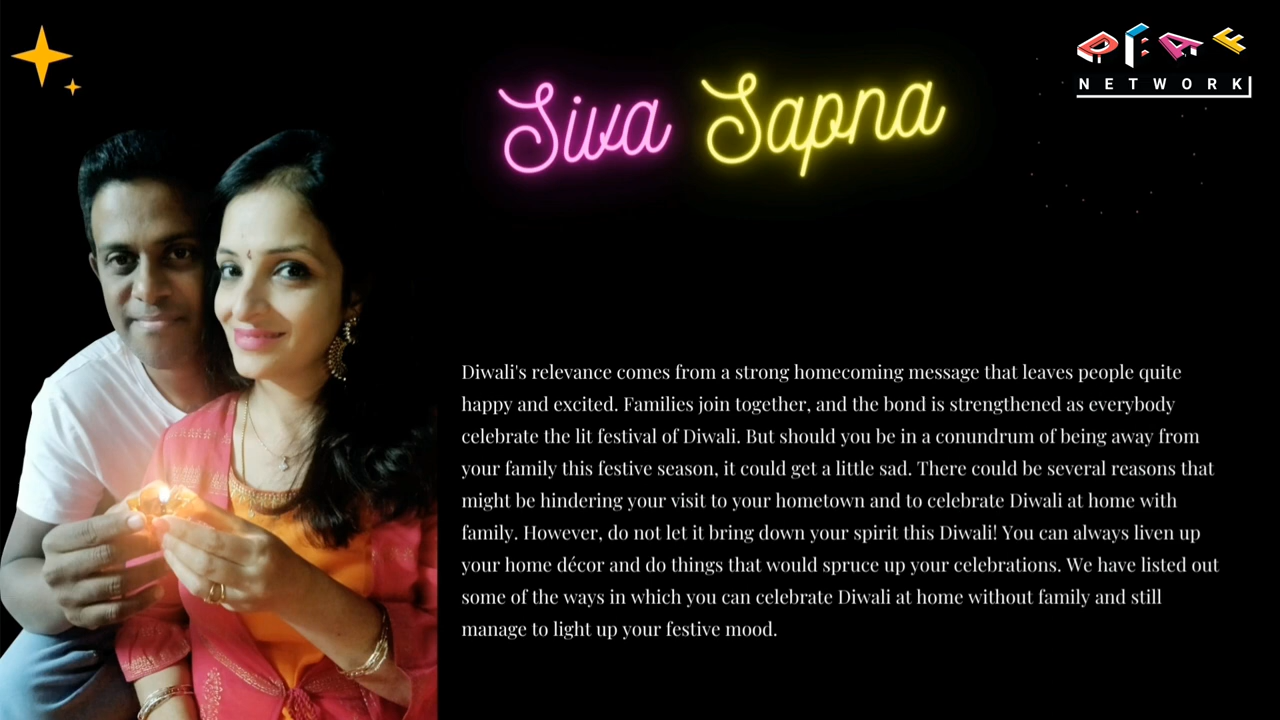 DEAF
NETWORK
Siva Sapna
Diwali's relevance comes from a strong homecoming message that leaves people quite
happy and excited. Families join together, and the bond is strengthened as everybody
celebrate the lit festival of Diwali. But should you be in a conundrum of being away from
your family this festive season, it could get a little sad. There could be several reasons that
might be hindering your visit to your hometown and to celebrate Diwali at home with
family. However, do not let it bring down your spirit this Diwali! You can always liven up
your home décor and do things that would spruce up your celebrations. We have listed out
some of the ways in which you can celebrate Diwali at home without family and still
manage to light up your festive mood.